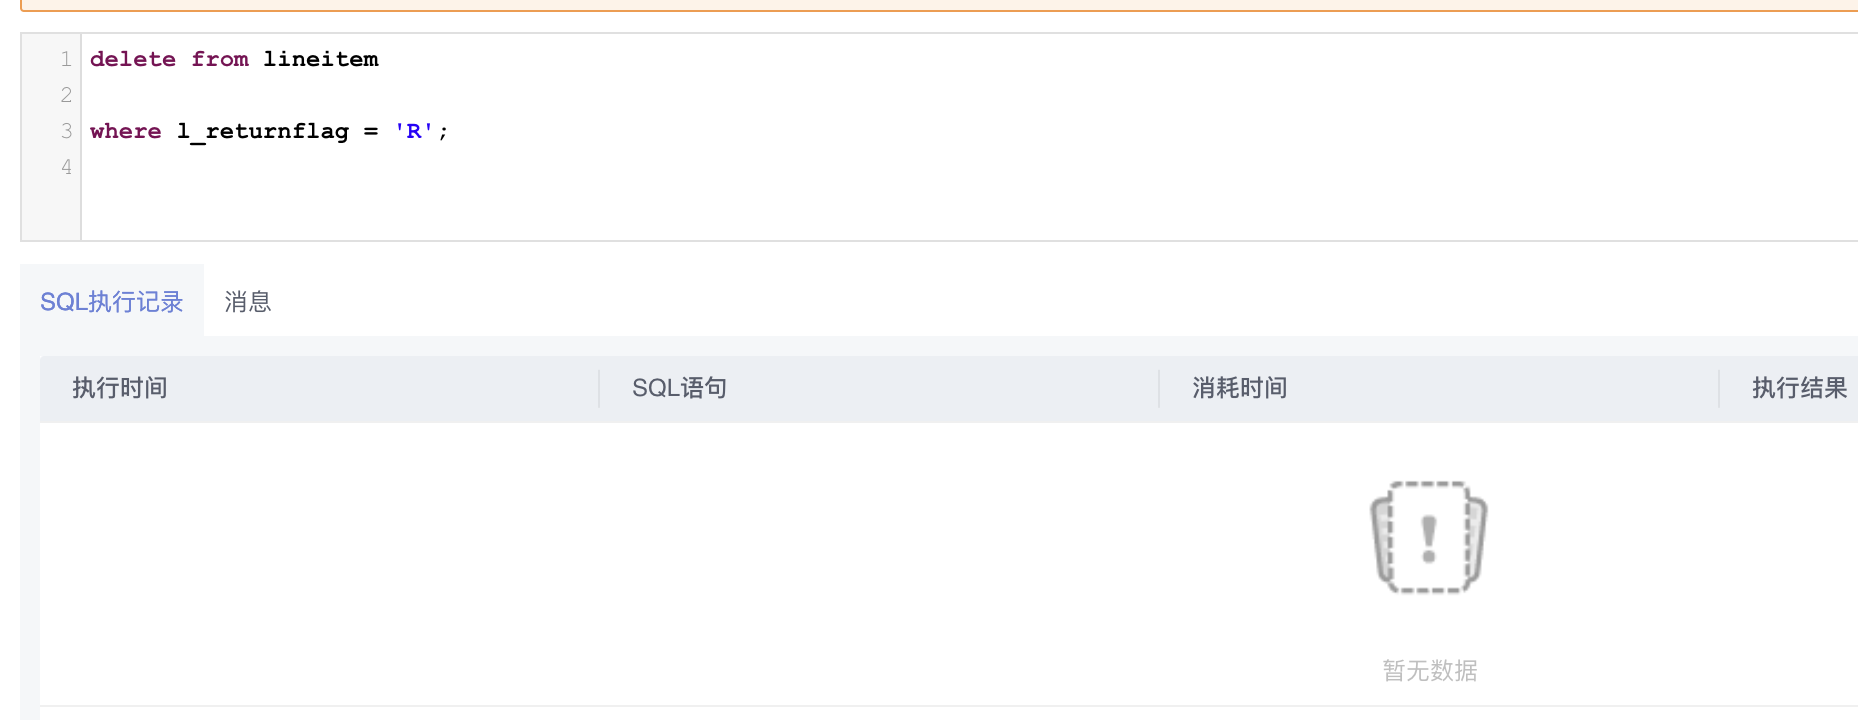 1 delete from lineitem
2
3 where l_returnflag = 'R';
4
SQL执行记录 消息
执行时间 SQL语句 消耗时间 执行结果
暂无数据